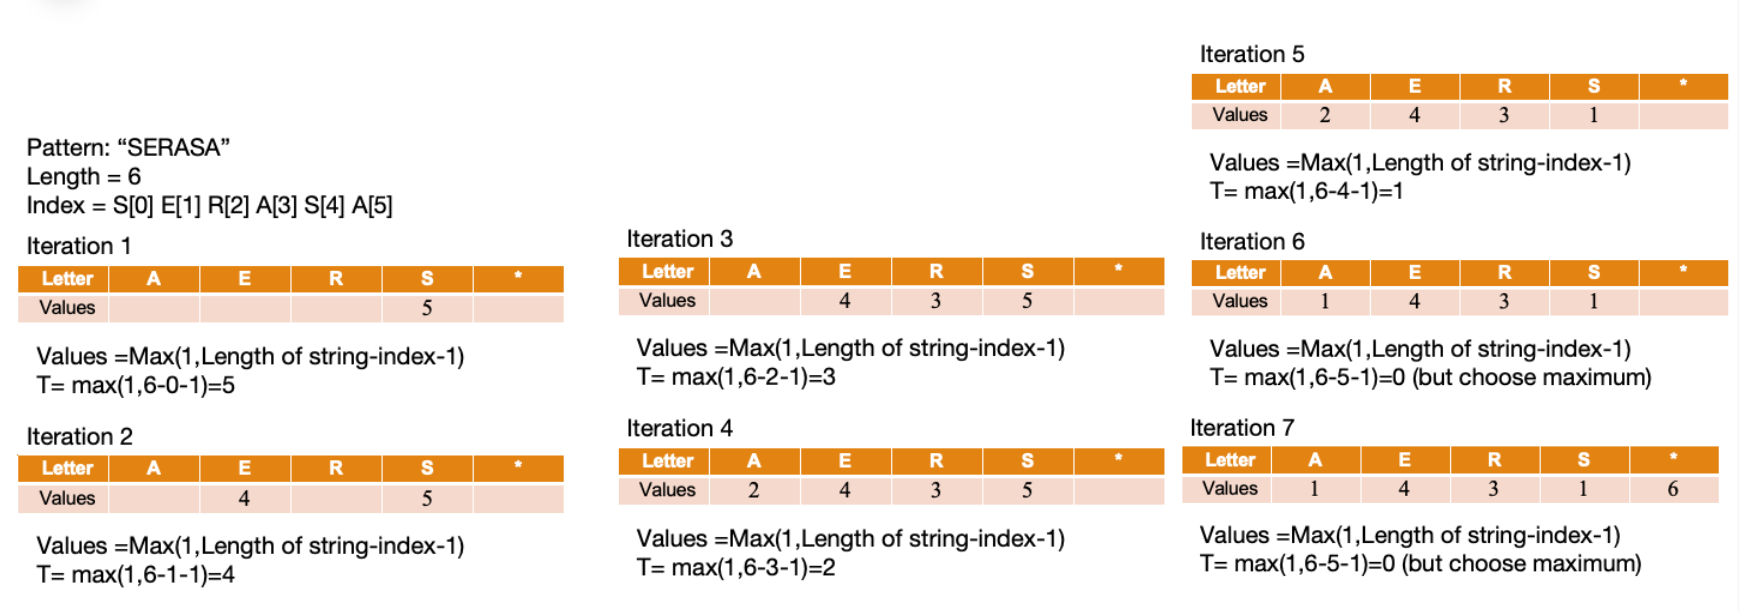 Pattern: “SERASA”
Length = 6
Index = S[0] E[1] R[2] A[3] S[4] A[5]
Iteration 1
Letter A E R S *
Values 5
Values =Max(1,Length of string-index-1)
T= max(1,6-0-1)=5
Iteration 2
Letter A E R S *
Values 4 5
Values =Max(1,Length of string-index-1)
T= max(1,6-1-1)=4
Iteration 3
Letter A E R S *
Values 4 3 5
Values =Max(1,Length of string-index-1)
T= max(1,6-2-1)=3
Iteration 4
Letter A E R S *
Values 2 4 3 5
Values =Max(1,Length of string-index-1)
T= max(1,6-3-1)=2
Iteration 5
Letter A E R S *
Values 2 4 3 1
Values =Max(1,Length of string-index-1)
T= max(1,6-4-1)=1
Iteration 6
Letter A E R S *
Values 1 4 3 1
Values =Max(1,Length of string-index-1)
T= max(1,6-5-1)=0 (but choose maximum)
Iteration 7
Letter A E R S *
Values 1 4 3 1 6
Values =Max(1,Length of string-index-1)
T= max(1,6-5-1)=0 (but choose maximum)